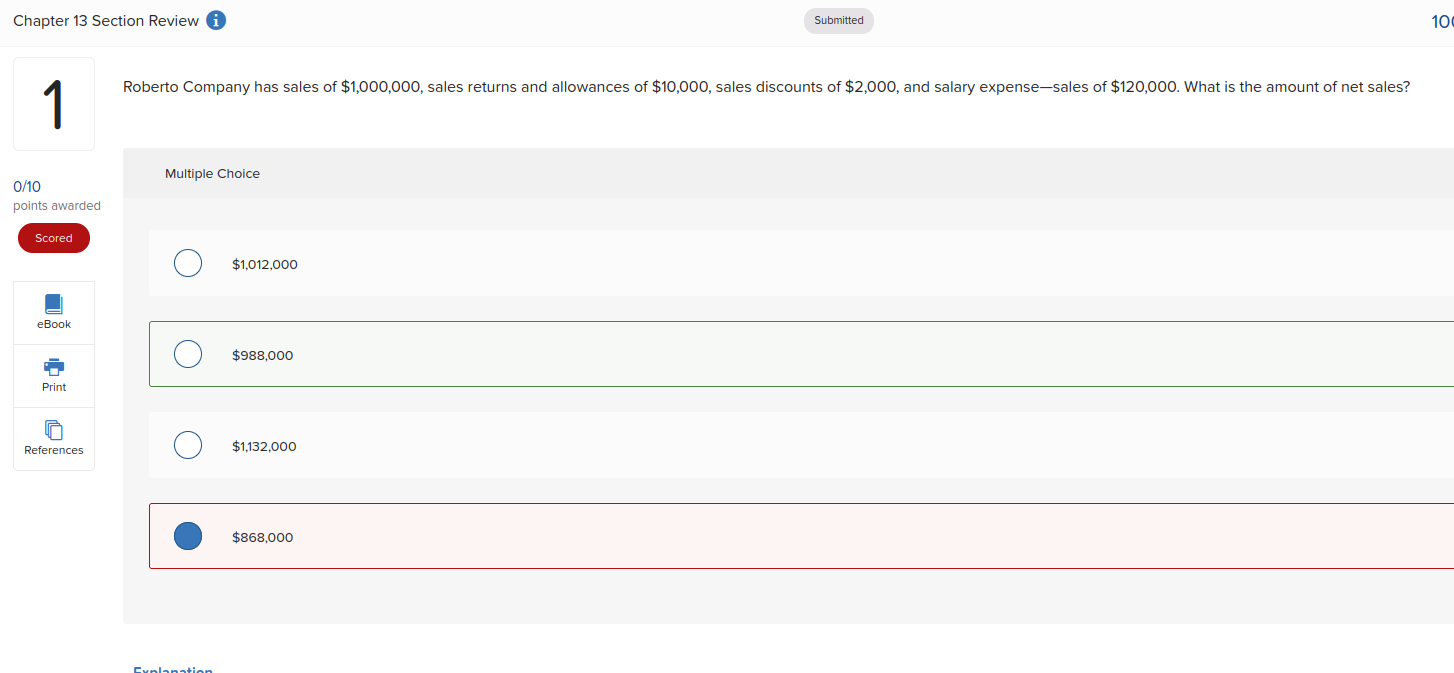 Chapter 13 Section Review
Submitted
1
Roberto Company has sales of $1,000,000, sales returns and allowances of $10,000, sales discounts of $2,000, and salary expense—sales of $120,000. What is the amount of net sales?
0/10
points awarded
Scored
eBook
Print
References
Multiple Choice
$1,012,000
$988,000
$1,132,000
$868,000
Explanation